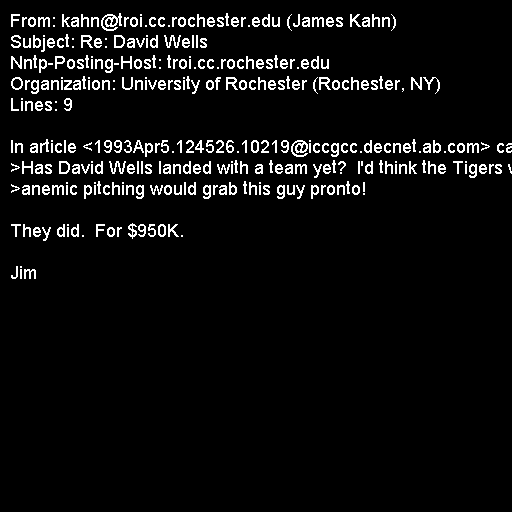 From: kahn@troi.cc.rochester.edu (James Kahn)
Subject: Re: David Wells
Nntp-Posting-Host: troi.cc.rochester.edu
Organization: University of Rochester (Rochester, NY)
Lines: 9
In article <1993Apr5.124526.10219@iccgcc.decnet.ab.com> ca
>Has David Wells landed with a team yet?  I'd think the Tigers
>anemic pitching would grab this guy pronto!
They did.  For $950K.
Jim